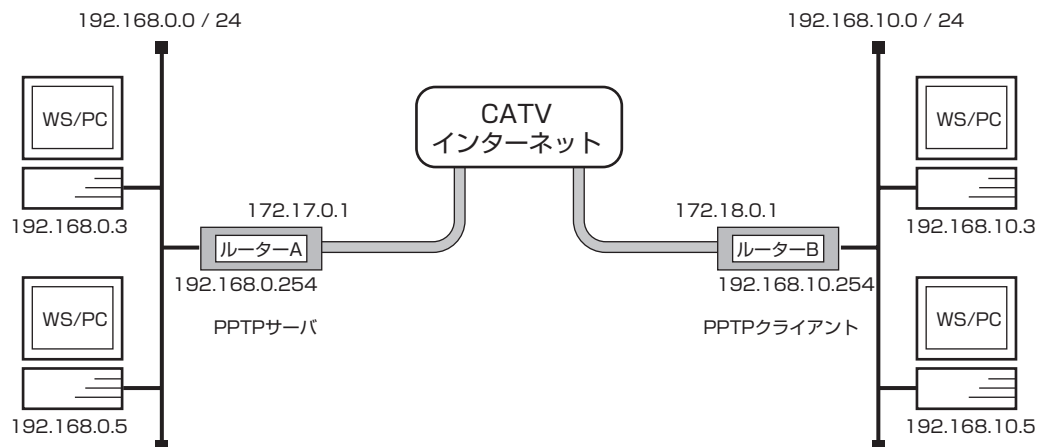 192.168.0.0 / 24
192.168.10.0 / 24
WS/PC
CATV
インターネット
WS/PC
192.168.0.3
172.17.0.1
172.18.0.1
192.168.10.3
ルーターA
ルーターB
192.168.0.254
192.168.10.254
WS/PC
PPTPサーバ
PPTPクライアント
WS/PC
192.168.0.5
192.168.10.5